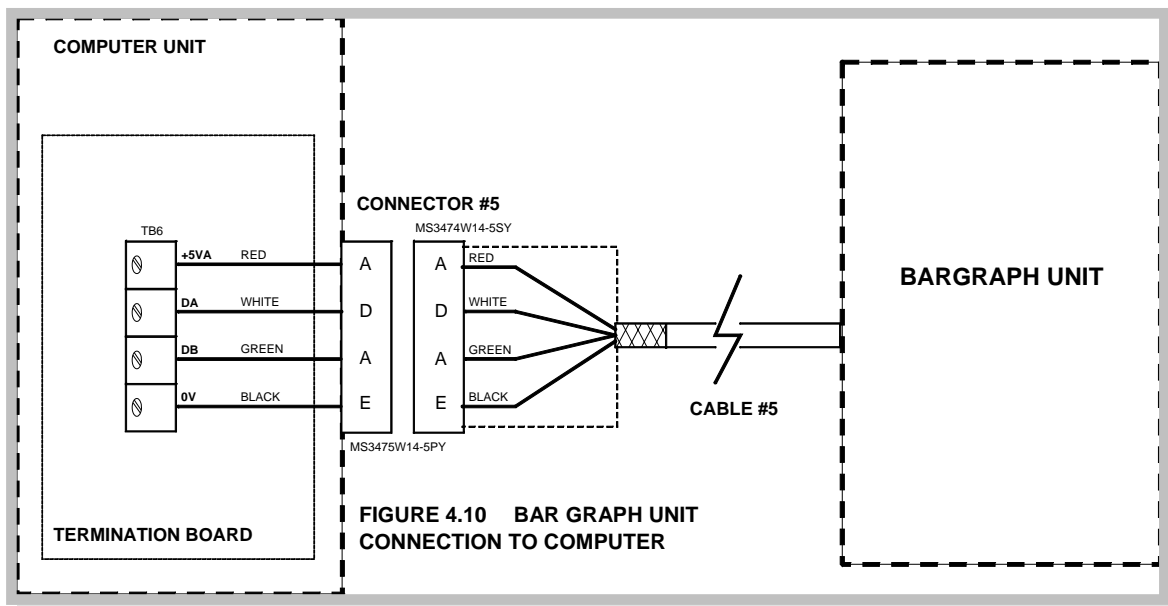 COMPUTER UNIT
CONNECTOR #5
MS3474W14-5SY
TB6
+5VA RED A A RED
DA WHITE D D WHITE
DB GREEN A A GREEN
0V BLACK E E BLACK
MS3475W14-5PY
BARGRAPH UNIT
CABLE #5
TERMINATION BOARD
FIGURE 4.10 BAR GRAPH UNIT
CONNECTION TO COMPUTER